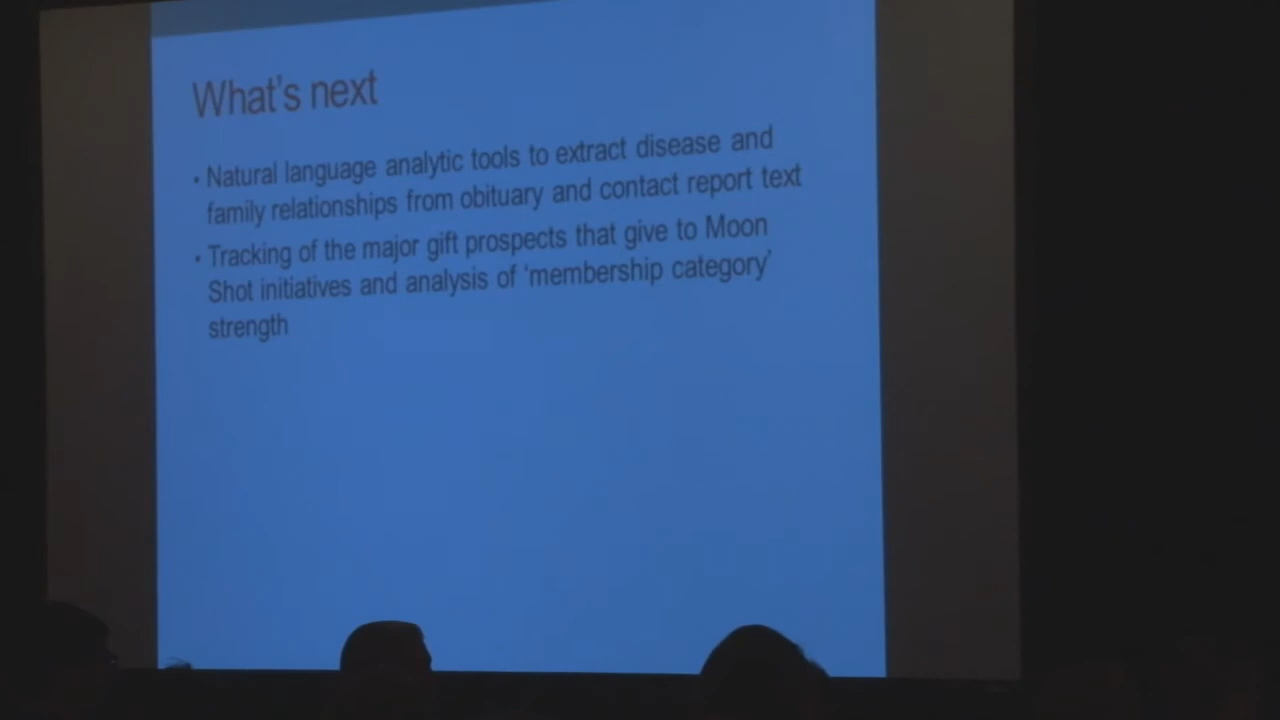 What's next
• Natural language analytic tools to extract disease and
family relationships from obituary and contact report text
• Tracking of the major gift prospects that give to Moon
Shot initiatives and analysis of 'membership category'
strength